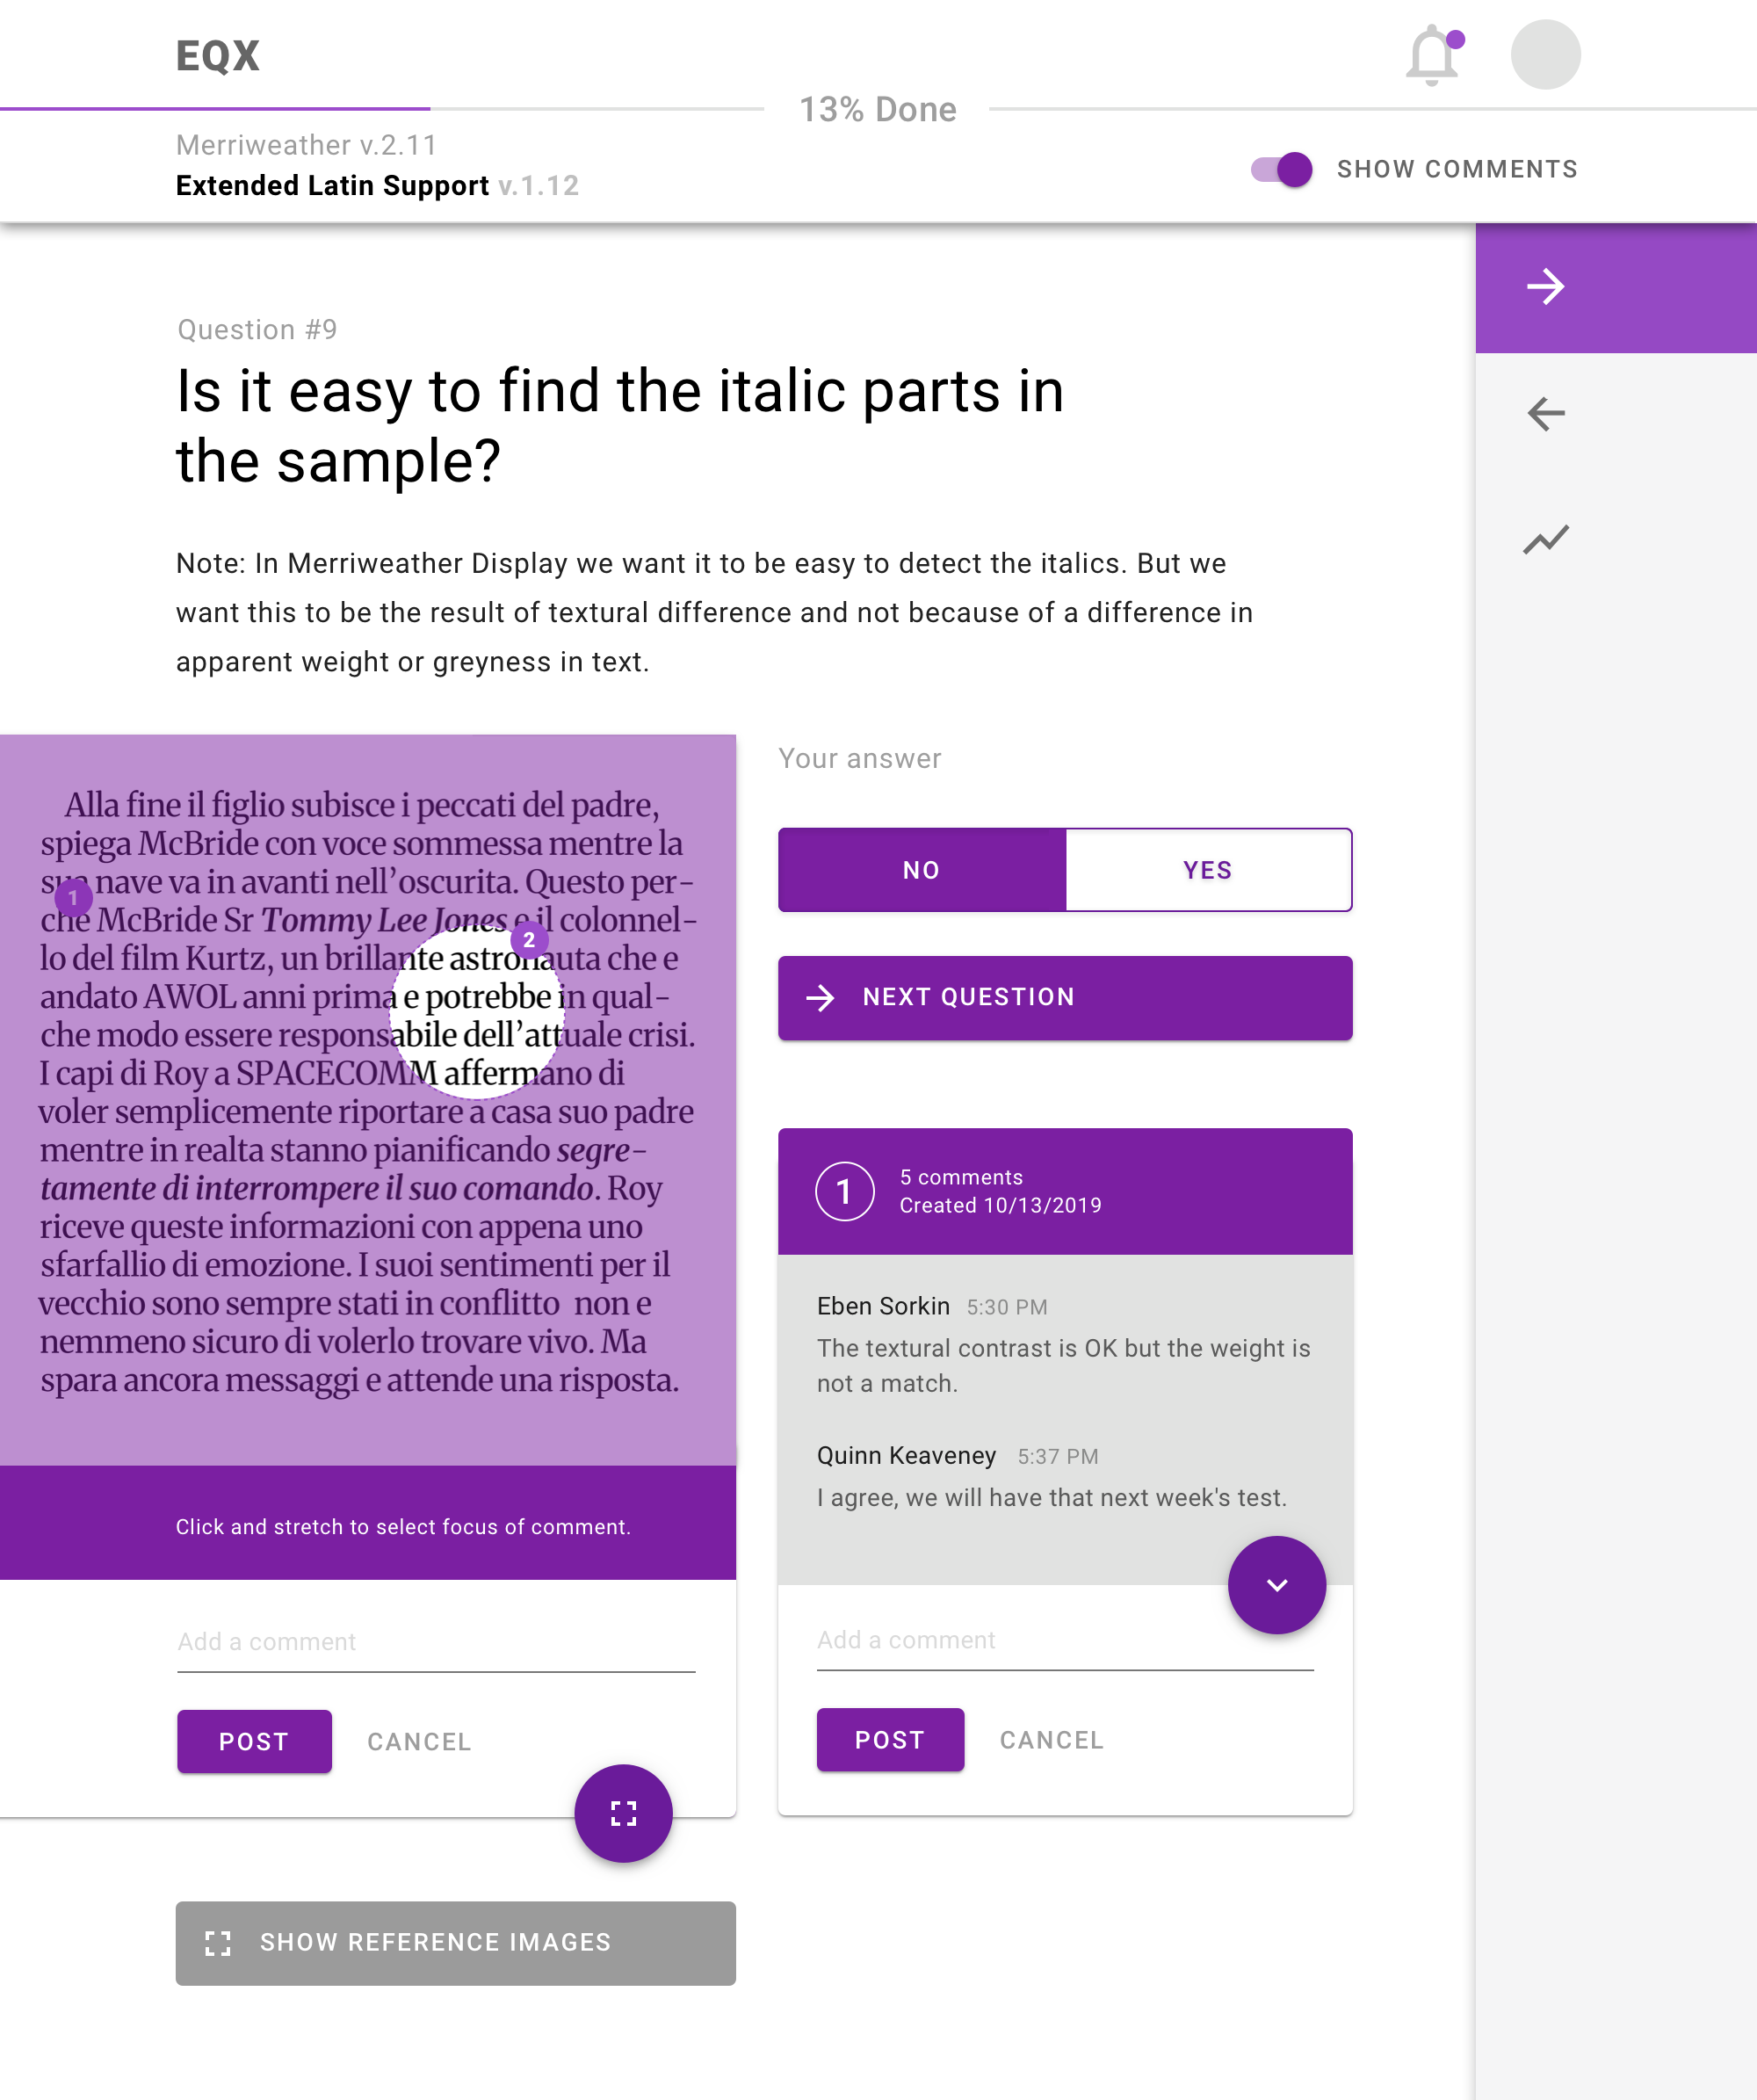 EQX
13% Done
Merriweather v.2.11
Extended Latin Support v.1.12
SHOW COMMENTS
Question #9
Is it easy to find the italic parts in
the sample?
Note: In Merriweather Display we want it to be easy to detect the italics. But we
want this to be the result of textural difference and not because of a difference in
apparent weight or greyness in text.
Alla fine il figlio subisce i peccati del padre,
spiega McBride con voce sommessa mentre la
sua nave va in avanti nell’oscurita. Questo per-
1
che McBride Sr Tommy Lee Jones e il colonnel-
2
lo del film Kurtz, un brillante astronauta che e
andato AWOL anni prima e potrebbe in qual-
che modo essere responsabile dell’attuale crisi.
I capi di Roy a SPACECOMM affermano di
voler semplicemente riportare a casa suo padre
mentre in realta stanno pianificando segre-
tamente di interrompere il suo comando. Roy
riceve queste informazioni con appena uno
sfarfallio di emozione. I suoi sentimenti per il
vecchio sono sempre stati in conflitto  non e
nemmeno sicuro di volerlo trovare vivo. Ma
spara ancora messaggi e attende una risposta.
Click and stretch to select focus of comment.
Add a comment
POST
CANCEL
SHOW REFERENCE IMAGES
Your answer
NO
YES
NEXT QUESTION
1
5 comments
Created 10/13/2019
Eben Sorkin 5:30 PM
The textural contrast is OK but the weight is
not a match.
Quinn Keaveney 5:37 PM
I agree, we will have that next week's test.
Add a comment
POST
CANCEL